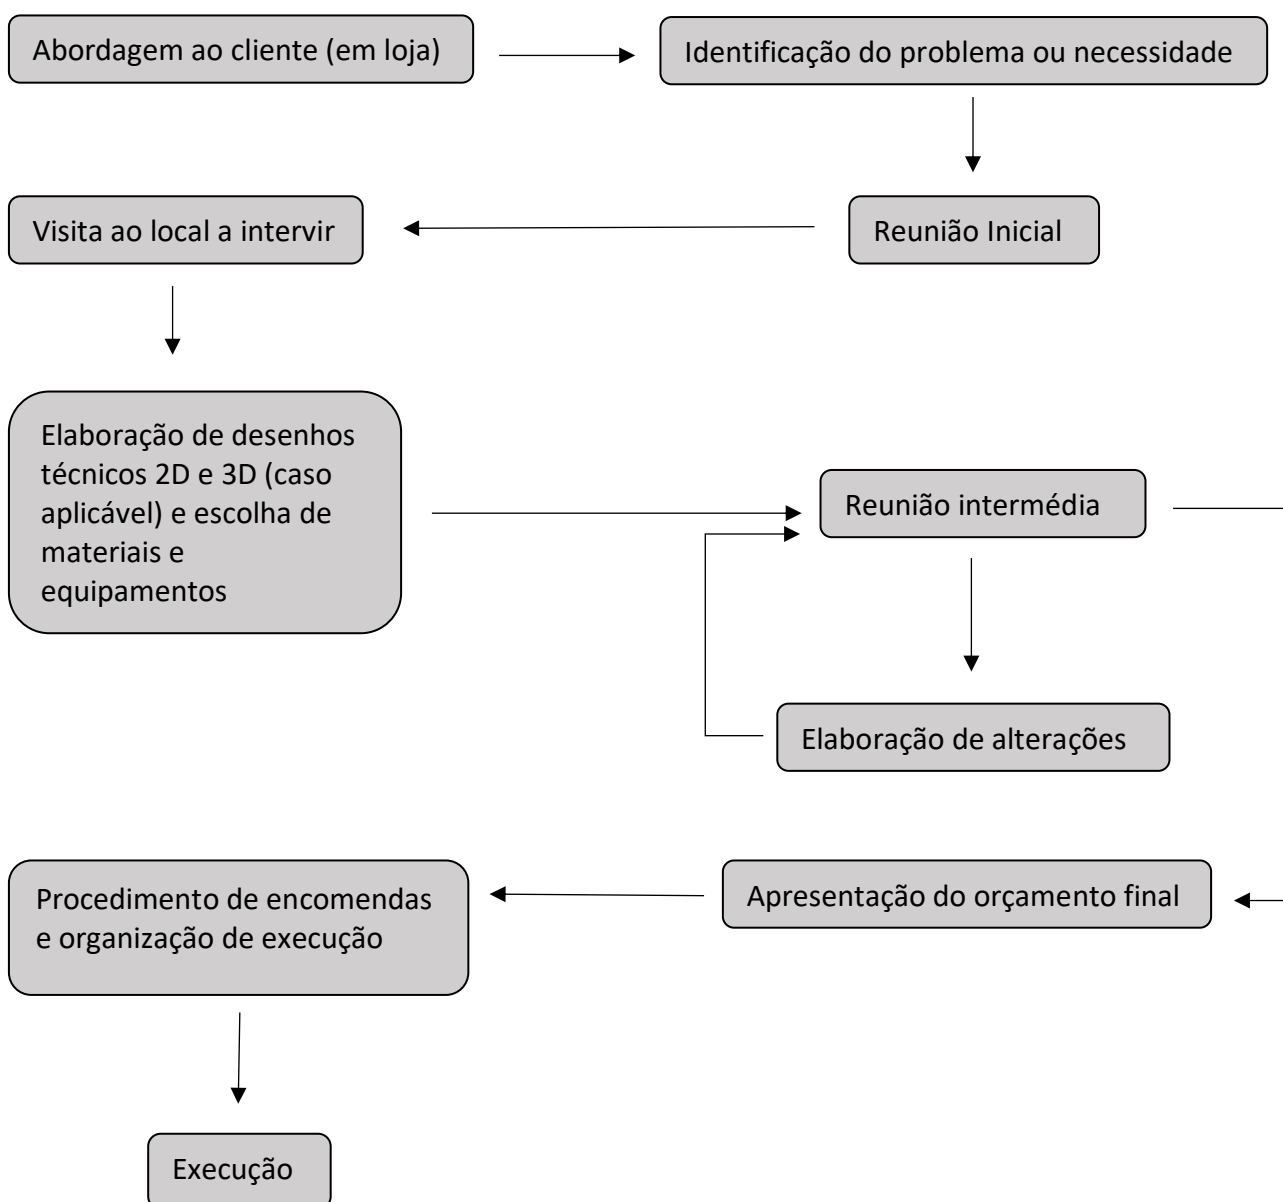 Abordagem ao cliente (em loja)
Identificação do problema ou necessidade
Reunião Inicial
Visita ao local a intervir
Elaboração de desenhos
técnicos 2D e 3D (caso
aplicável) e escolha de
materiais e
equipamentos
Reunião intermédia
Elaboração de alterações
Apresentação do orçamento final
Procedimento de encomendas
e organização de execução
Execução